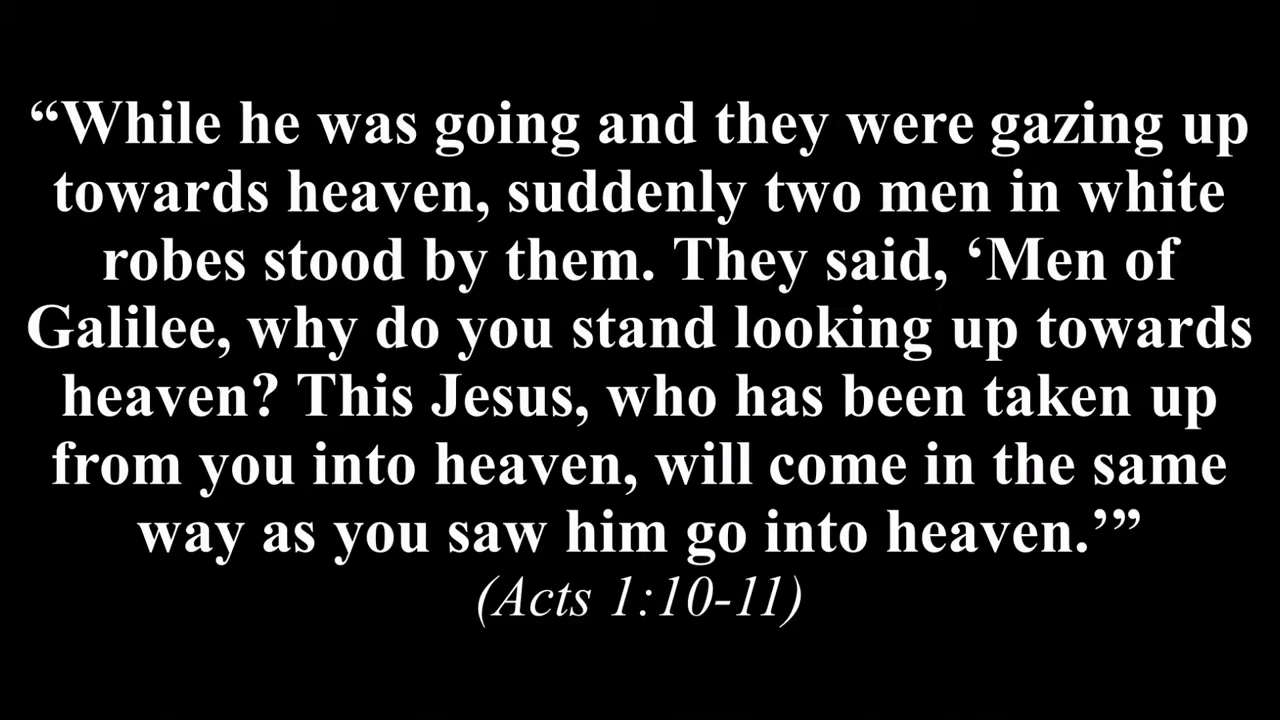 “While he was going and they were gazing up
towards heaven, suddenly two men in white
robes stood by them. They said, ‘Men of
Galilee, why do you stand looking up towards
heaven? This Jesus, who has been taken up
from you into heaven, will come in the same
way as you saw him go into heaven.’”
(Acts 1:10-11)